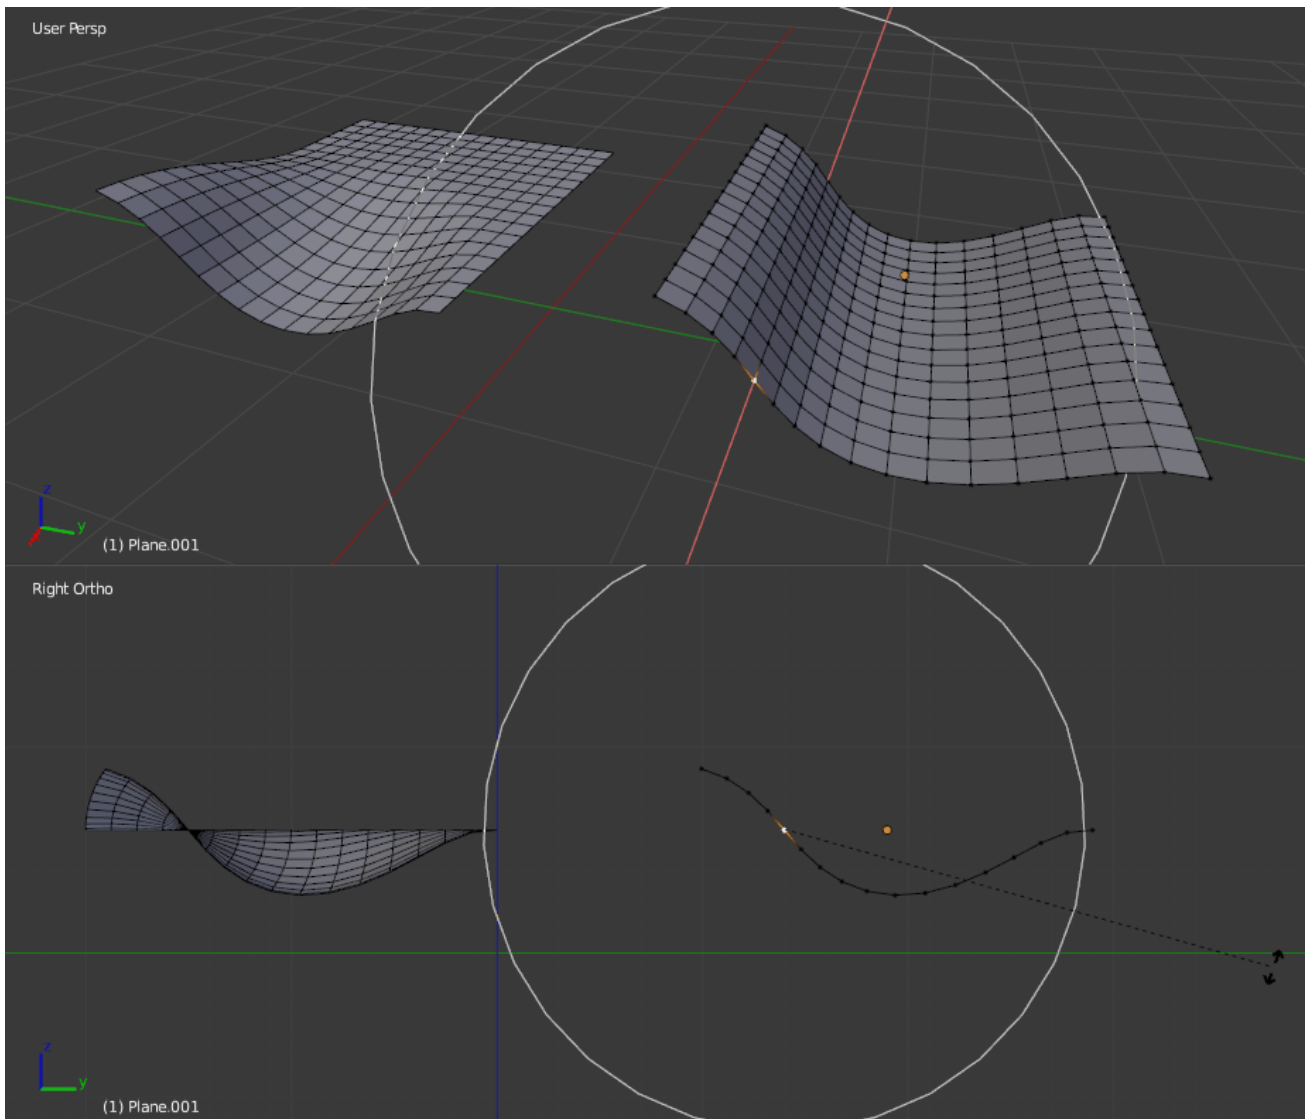 User Persp
z
y
(1) Plane.001
Right Ortho
z
y
(1) Plane.001